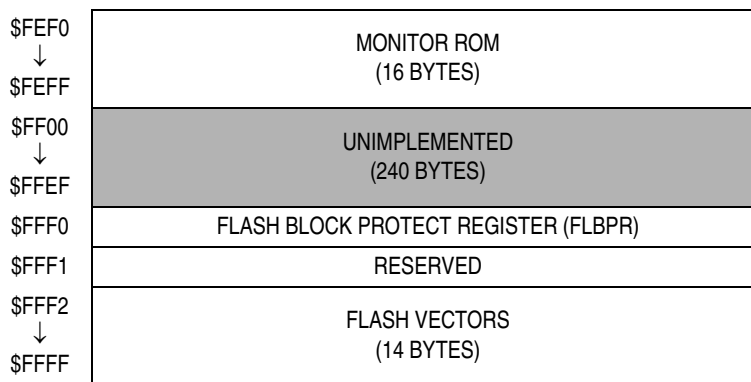 $FEF0
↓
$FEFF
MONITOR ROM
(16 BYTES)
$FF00
↓
$FFEF
UNIMPLEMENTED
(240 BYTES)
$FFF0
FLASH BLOCK PROTECT REGISTER (FLBPR)
$FFF1
RESERVED
$FFF2
↓
$FFFF
FLASH VECTORS
(14 BYTES)